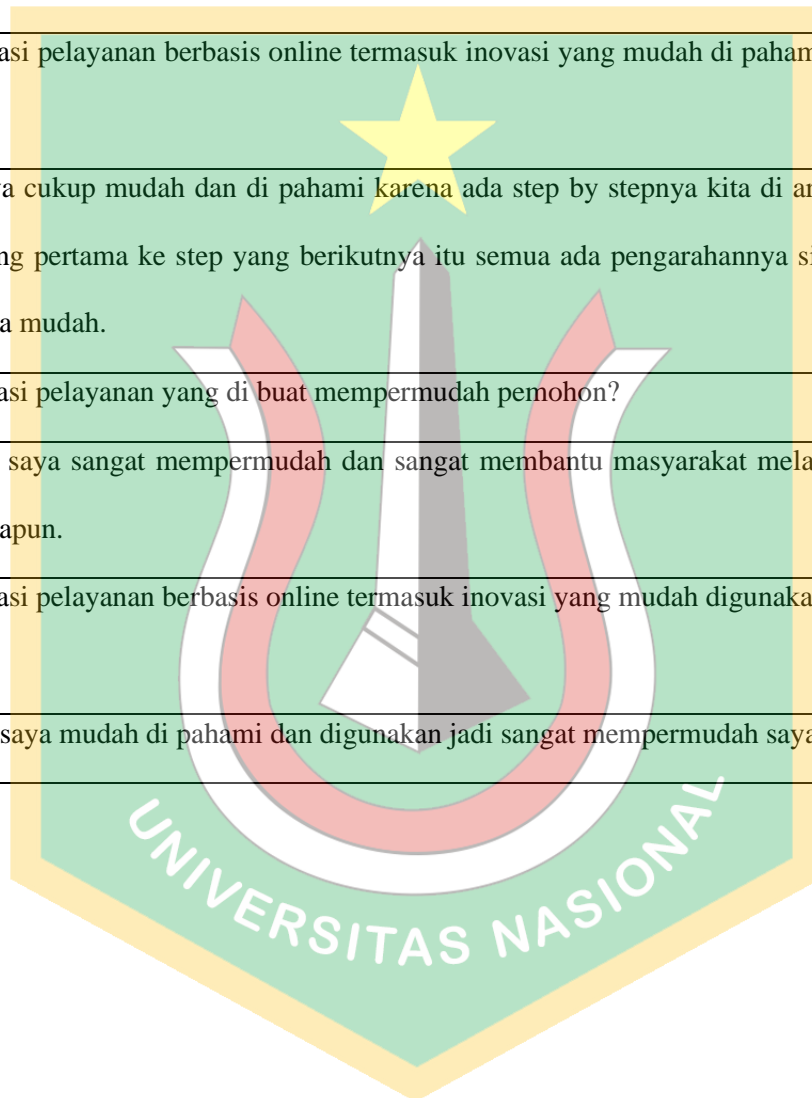 asi pelayanan berbasis online termasuk inovasi yang mudah di paham
a cukup mudah dan di pahami karena ada step by stepnya kita di ar
ng pertama ke step yang berikutnya itu semua ada pengarahannya si
a mudah.
asi pelayanan yang di buat mempermudah pemohon?
saya sangat mempermudah dan sangat membantu masyarakat mela
apun.
asi pelayanan berbasis online termasuk inovasi yang mudah digunaka
saya mudah di pahami dan digunakan jadi sangat mempermudah saya
UNIVERSITAS NASIONAL